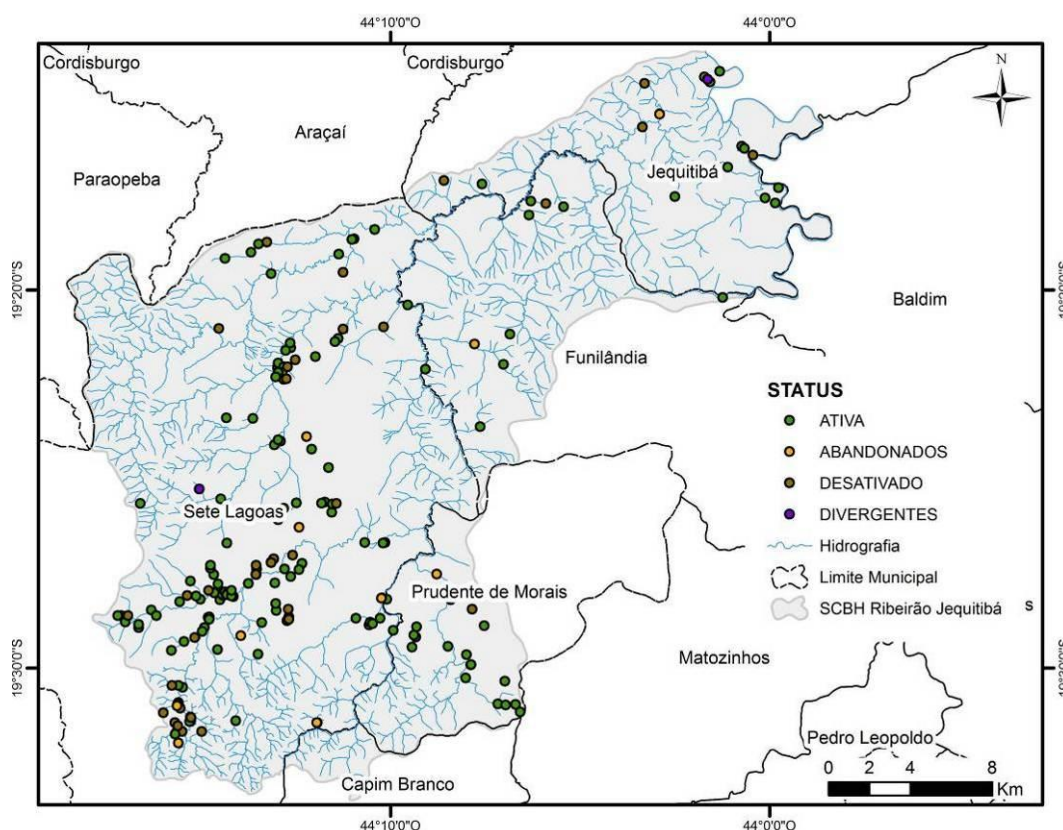 44°10'0"O
44°0'0"O
Cordisburgo
Cordisburgo
N
Araçaí
Paraopeba
Jequitibá
19°20'0"S
Baldim
Funilândia
STATUS
ATIVA
ABANDONADOS
DESATIVADO
DIVERGENTES
Hidrografia
Limite Municipal
SCBH Ribeirão Jequitibá
s
Sete Lagoas
Prudente de Morais
Matozinhos
19°30'0"S
Pedro Leopoldo
Capim Branco
0 2 4 8
Km
44°10'0"O
44°0'0"O